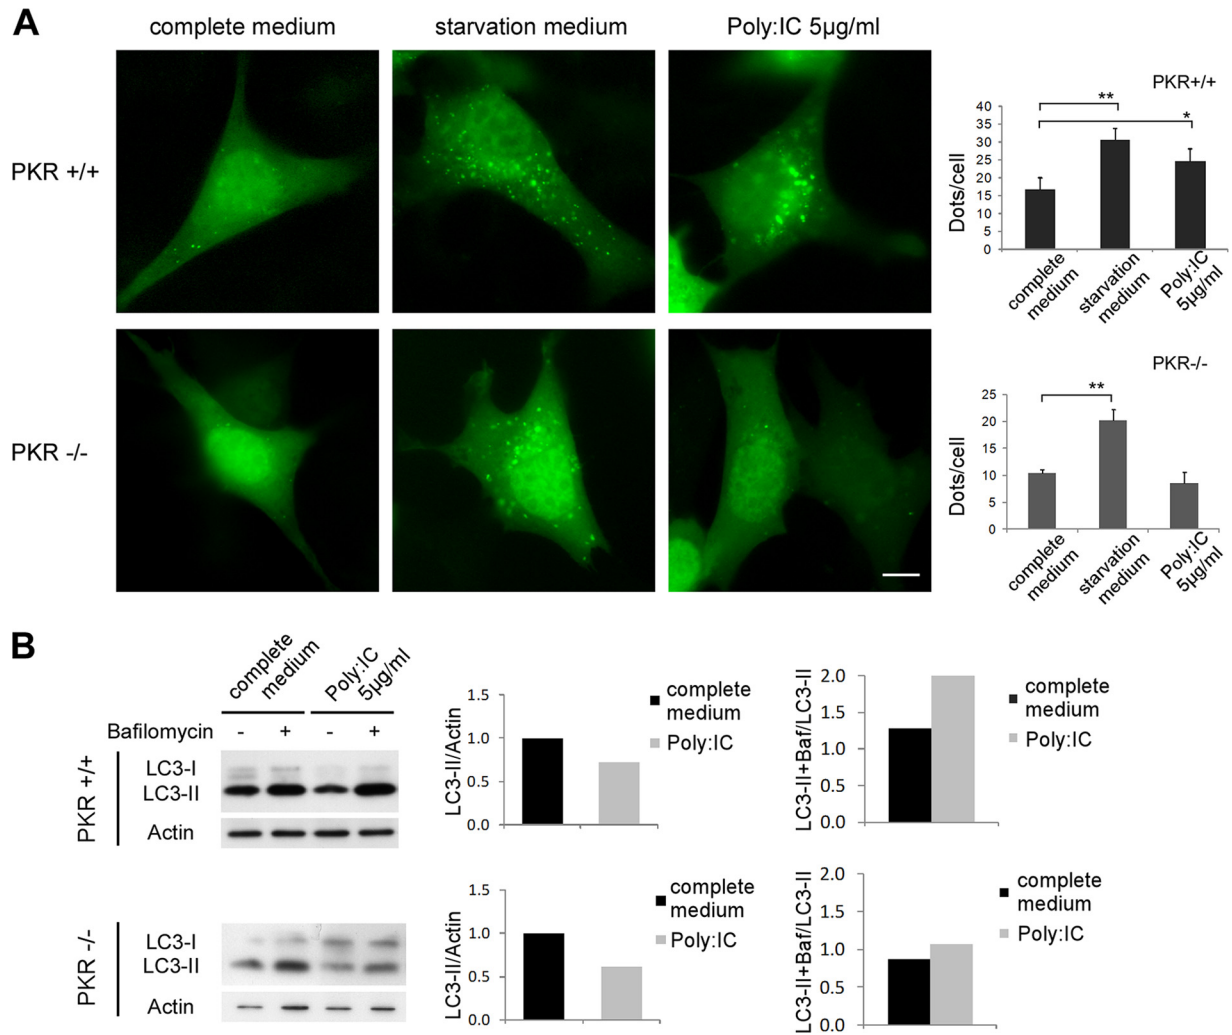 A
complete medium
starvation medium
Poly:IC 5µg/ml
PKR +/+
PKR+/+
Dots/cell
40
35
30
25
20
15
10
5
0
**
*
complete
medium
starvation
medium
Poly:IC
5µg/ml
PKR -/-
PKR-/-
Dots/cell
25
20
15
10
5
0
**
complete
medium
starvation
medium
Poly:IC
5µg/ml
B
complete
medium
Poly:IC
5µg/ml
Bafilomycin - + - +
PKR +/+
LC3-I
LC3-II
Actin
LC3-II/Actin
1.5
1.0
0.5
0.0
complete
medium
Poly:IC
LC3-II+Baf/LC3-II
2.0
1.5
1.0
0.5
0.0
complete
medium
Poly:IC
PKR -/-
LC3-I
LC3-II
Actin
LC3-II/Actin
1.5
1.0
0.5
0.0
complete
medium
Poly:IC
LC3-II+Baf/LC3-II
2.0
1.5
1.0
0.5
0.0
complete
medium
Poly:IC